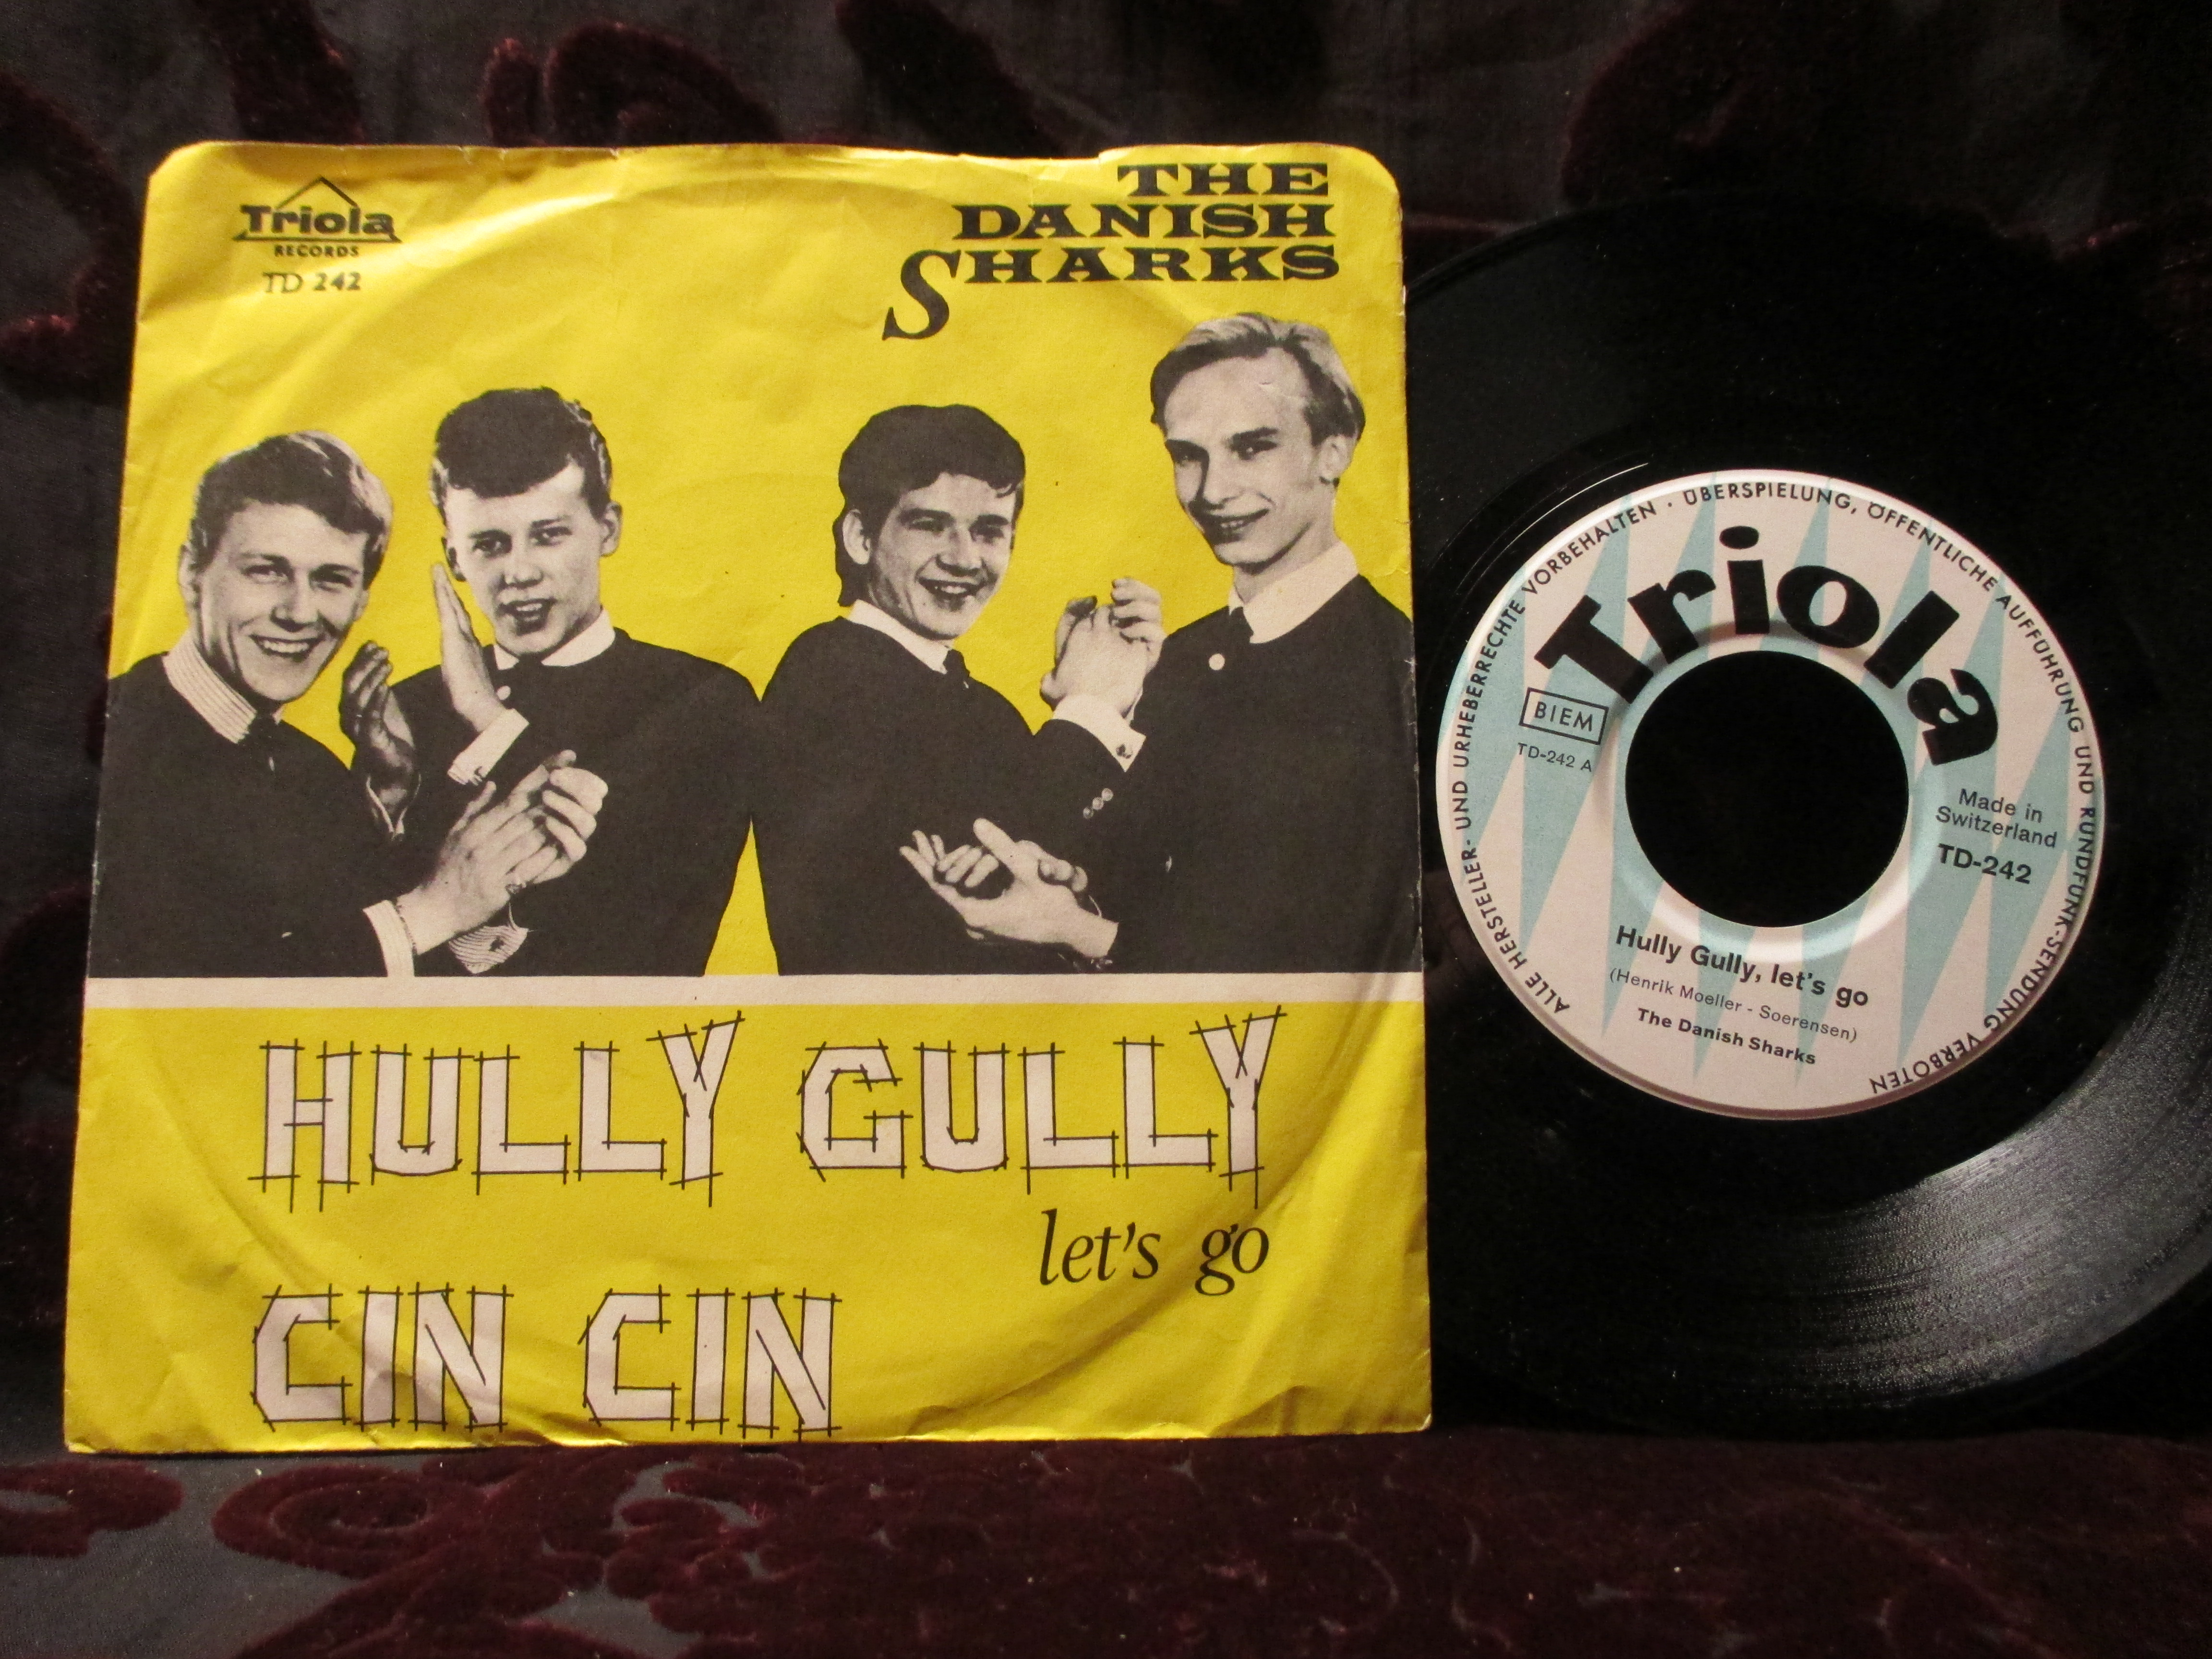 Triola
RECORDS
TD 242
THE
DANISH
SHARKS
HULLY GULLY
let's go
CIN CIN
ALLE HERSTELLER- UND URHEBERRECHTE VORBEHALTEN · ÜBERSPIELUNG, ÖFFENTLICHE AUFFÜHRUNG UND RUNDFUNK-SENDUNG VERBOTEN
Triola
BIEM
TD-242 A
Made in
Switzerland
TD-242
Hully Gully, let's go
(Henrik Moeller - Soerensen)
The Danish Sharks